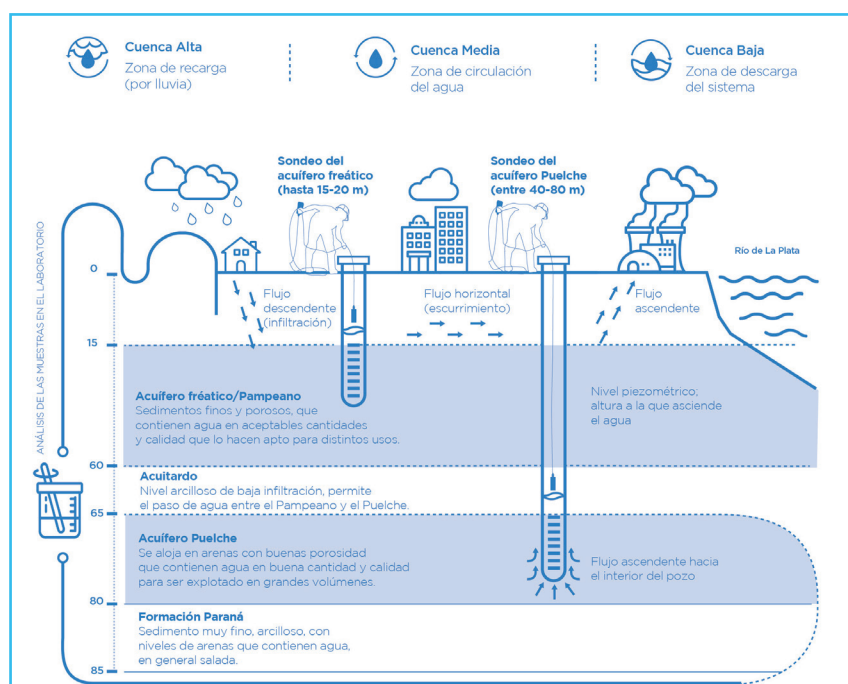 Cuenca Alta
Zona de recarga
(por lluvia)
Cuenca Media
Zona de circulación
del agua
Cuenca Baja
Zona de descarga
del sistema
Sondeo del
acuífero freático
(hasta 15-20 m)
Sondeo del
acuífero Puelche
(entre 40-80 m)
Río de La Plata
ANÁLISIS DE LAS MUESTRAS EN EL LABORATORIO
0
Flujo
descendente
(infiltración)
Flujo horizontal
(escurrimiento)
Flujo
ascendente
15
Acuífero fréatico/Pampeano
Sedimentos finos y porosos, que
contienen agua en aceptables cantidades
y calidad que lo hacen apto para distintos usos.
Nivel piezométrico;
altura a la que asciende
el agua
60
Acuitardo
Nivel arcilloso de baja infiltración, permite
el paso de agua entre el Pampeano y el Puelche.
65
Acuífero Puelche
Se aloja en arenas con buenas porosidad
que contienen agua en buena cantidad y calidad
para ser explotado en grandes volúmenes.
Flujo ascendente hacia
el interior del pozo
80
Formación Paraná
Sedimento muy fino, arcilloso, con
niveles de arenas que contienen agua,
en general salada.
85